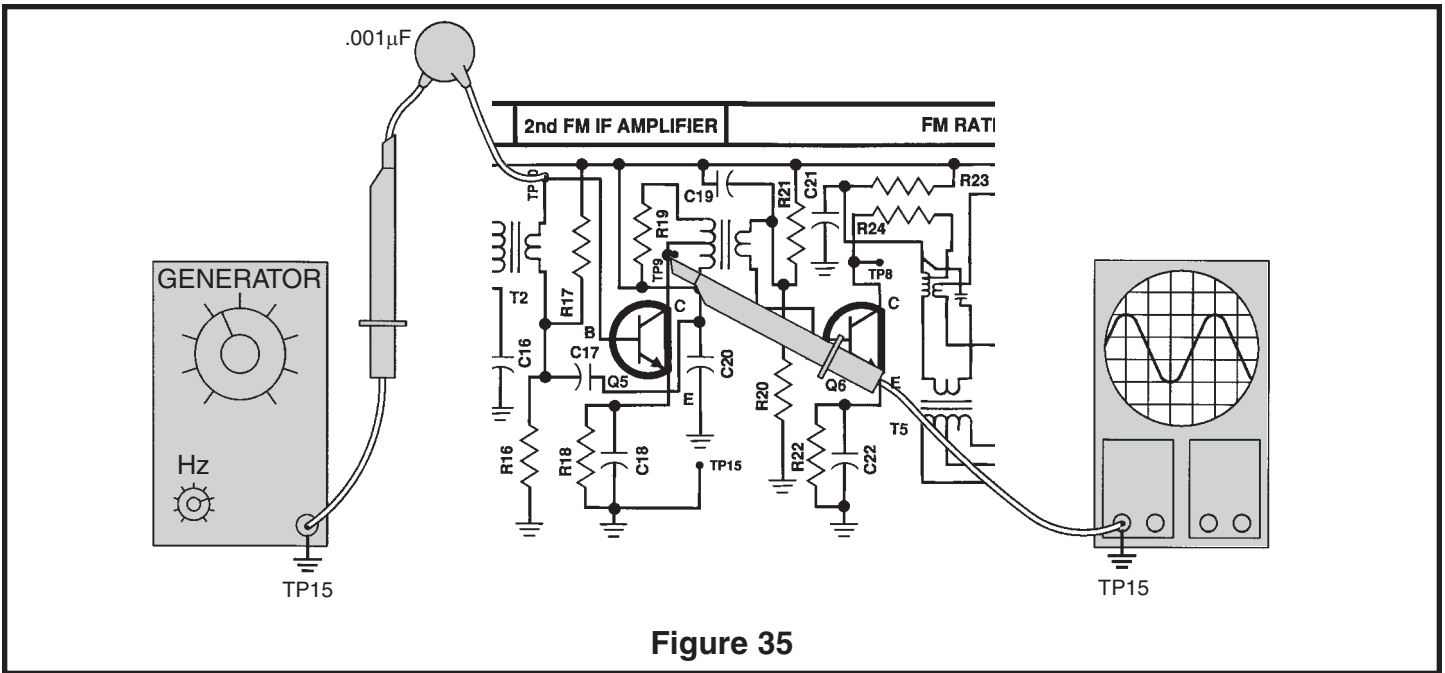 .001µF
2nd FM IF AMPLIFIER
FM RATI
GENERATOR
Hz
TP15
T2
C16
R17
B
C17
Q5
C
R16
R18
C18
E
C19
R19
TP9
C20
TP15
R21
C21
R20
R23
R24
TP8
C
Q6
E
R22
C22
T5
TP15
Figure 35